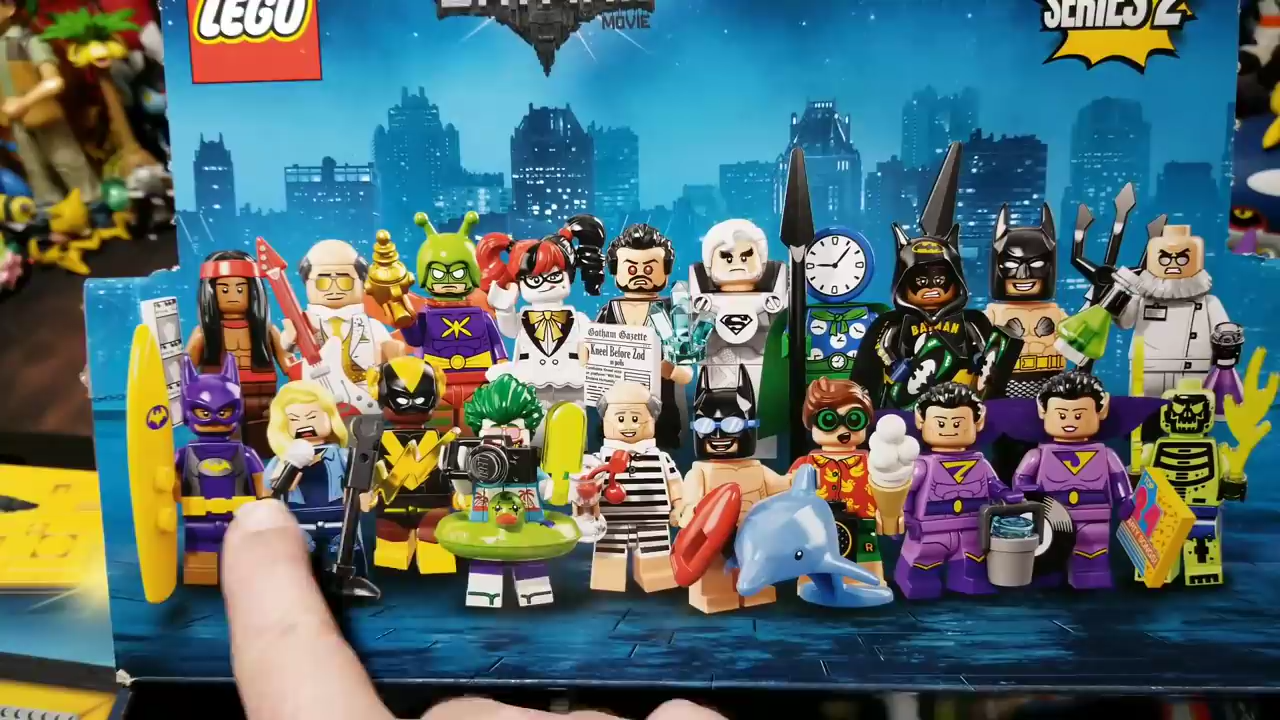 LEGO
MOVIE
SERIES 2
Gotham Gazette
Kneel Before Zod
BATMAN
R